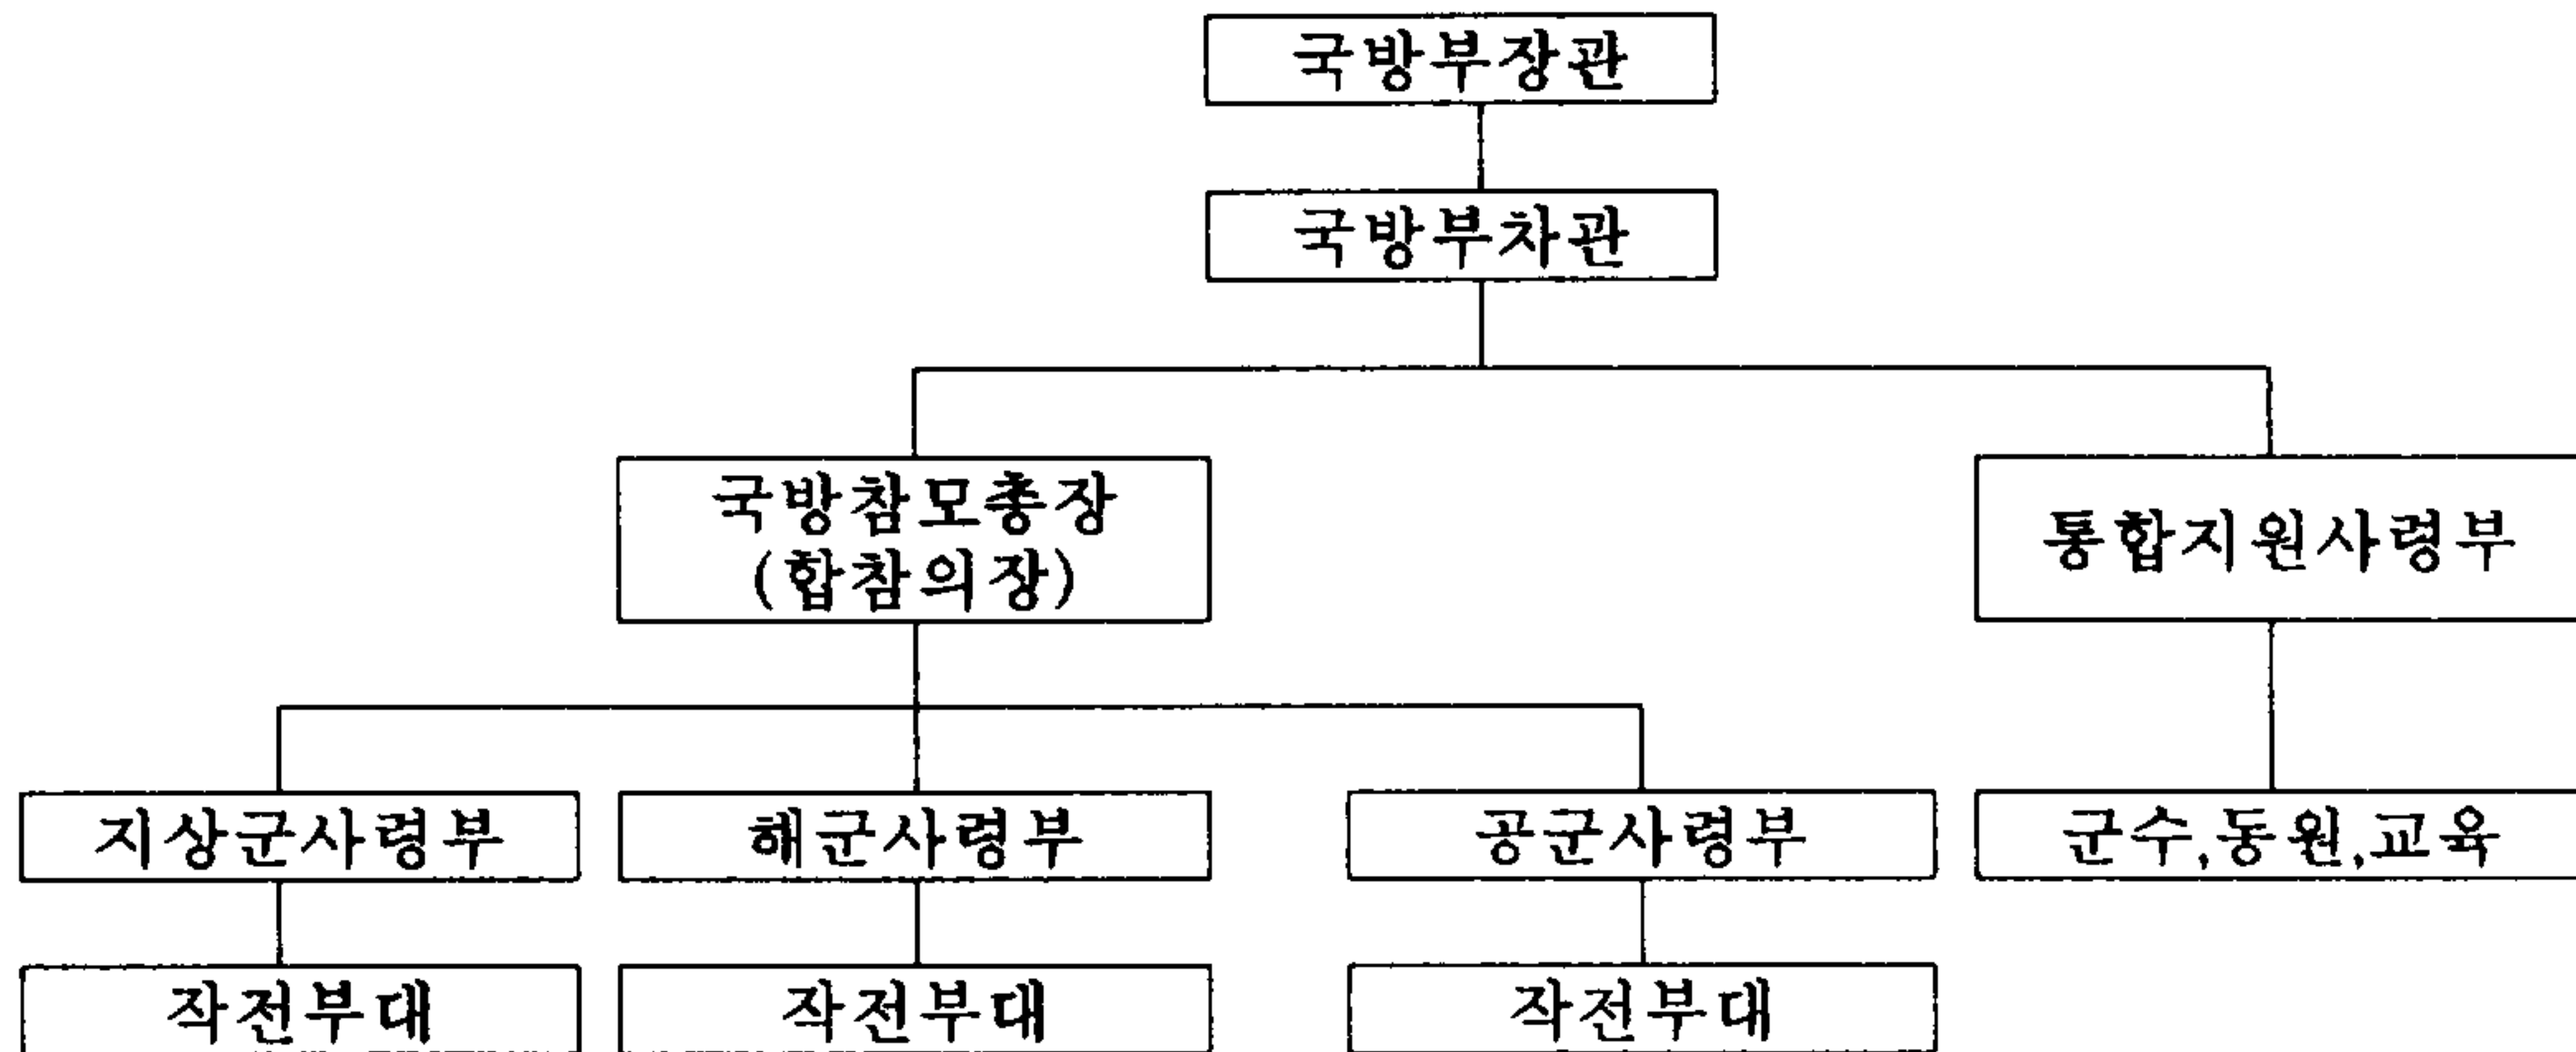 국방부장관
국방부차관
국방참모총장
(합참의장)
통합지원사령부
지상군사령부
해군사령부
공군사령부
군수,동원,교육
작전부대
작전부대
작전부대